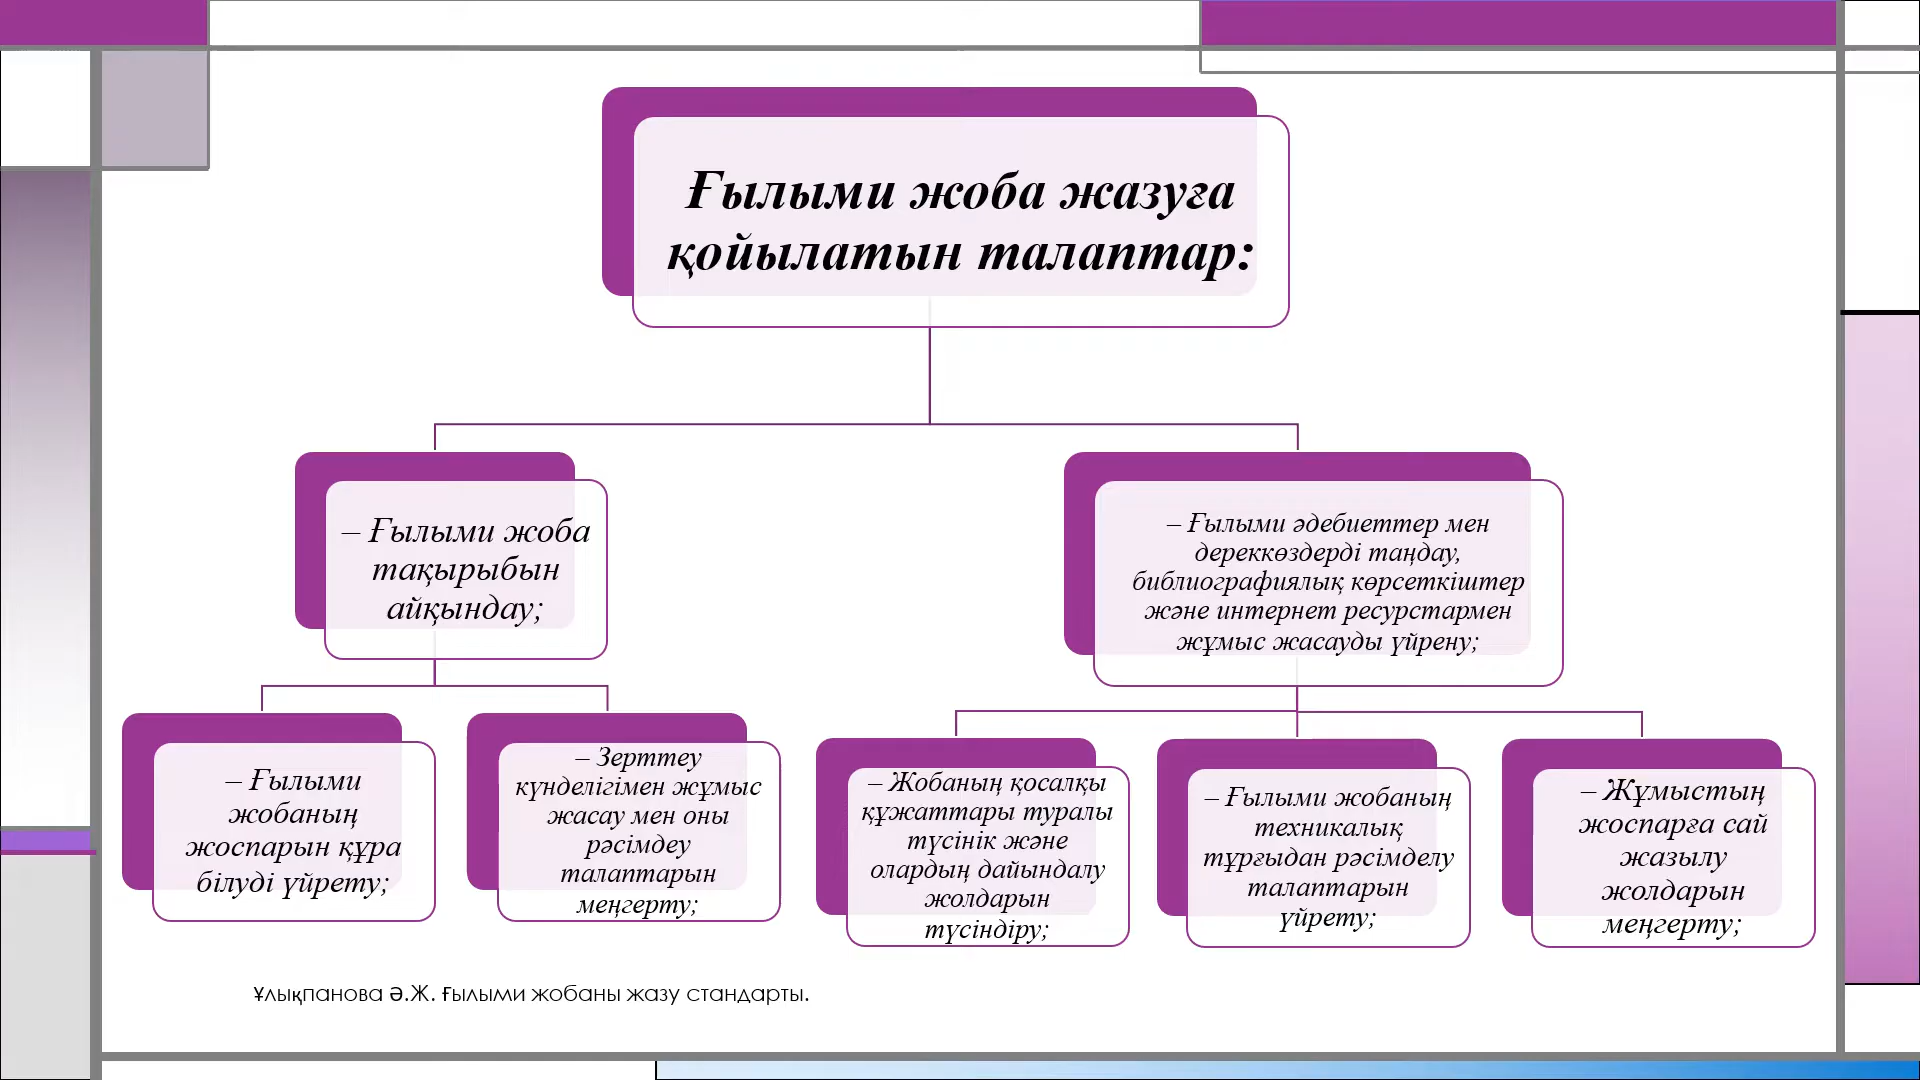 Ғылыми жоба жазуға
қойылатын талаптар:
– Ғылыми жоба
тақырыбын
айқындау;
– Ғылыми әдебиеттер мен
дереккөздерді таңдау,
библиографиялық көрсеткіштер
және интернет ресурстармен
жұмыс жасауды үйрену;
– Ғылыми
жобаның
жоспарын құра
білуді үйрету;
– Зерттеу
күнделігімен жұмыс
жасау мен оны
рәсімдеу
талаптарын
меңгерту;
– Жобаның қосалқы
құжаттары туралы
түсінік және
олардың дайындалу
жолдарын
түсіндіру;
– Ғылыми жобаның
техникалық
тұрғыдан рәсімделу
талаптарын
үйрету;
– Жұмыстың
жоспарға сай
жазылу
жолдарын
меңгерту;
Ұлықпанова Ә.Ж. Ғылыми жобаны жазу стандарты.